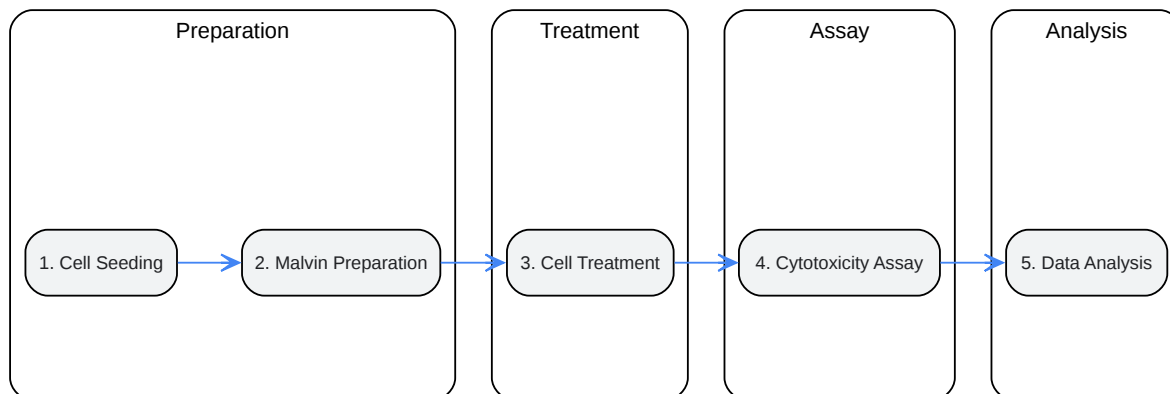 Preparation
Treatment
Assay
Analysis
1. Cell Seeding
2. Malvin Preparation
3. Cell Treatment
4. Cytotoxicity Assay
5. Data Analysis